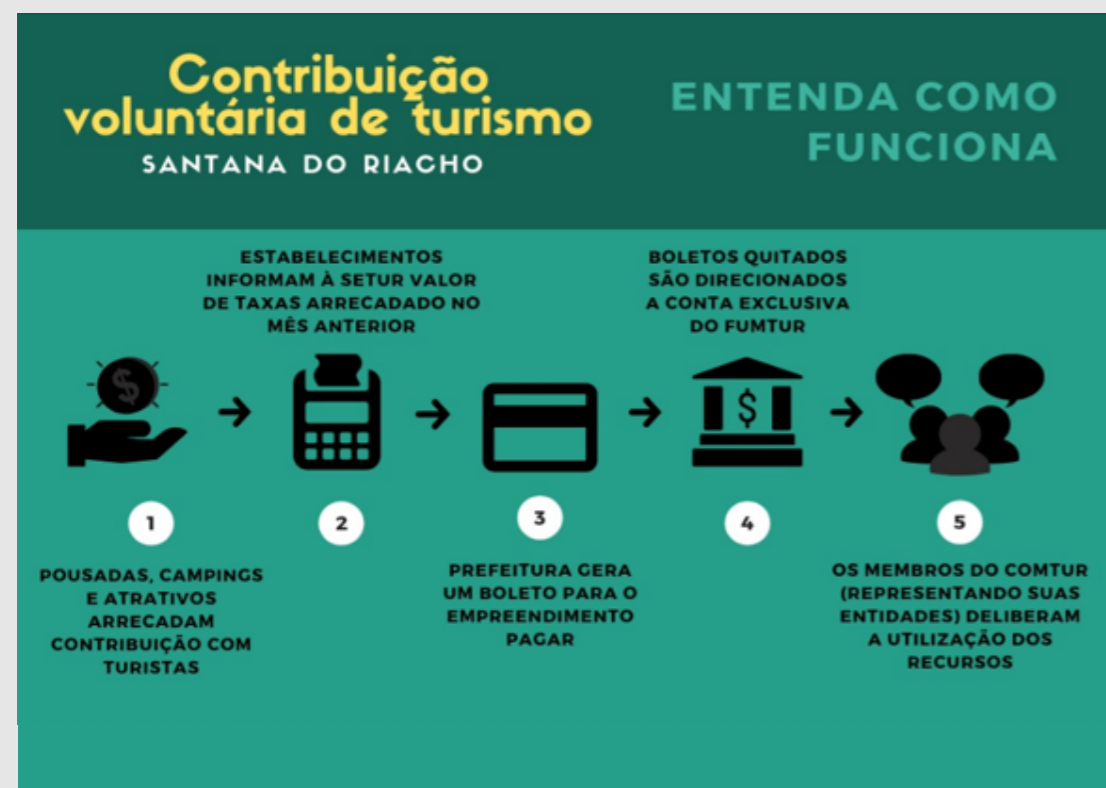 Contribuição
voluntária de turismo
SANTANA DO RIACHO
ENTENDA COMO
FUNCIONA
1
POUSADAS, CAMPINGS
E ATRATIVOS
ARRECADAM
CONTRIBUIÇÃO COM
TURISTAS
ESTABELECIMENTOS
INFORMAM À SETUR VALOR
DE TAXAS ARRECADADO NO
MÊS ANTERIOR
2
3
PREFEITURA GERA
UM BOLETO PARA O
EMPREENDIMENTO
PAGAR
BOLETOS QUITADOS
SÃO DIRECIONADOS
A CONTA EXCLUSIVA
DO FUMTUR
$
4
5
OS MEMBROS DO COMTUR
(REPRESENTANDO SUAS
ENTIDADES) DELIBERAM
A UTILIZAÇÃO DOS
RECURSOS